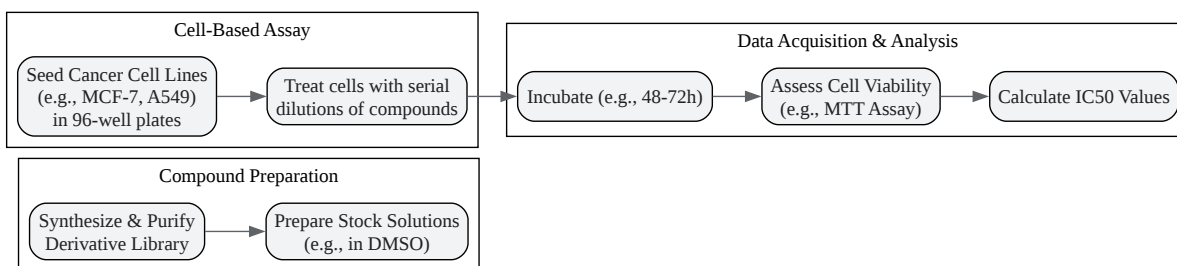 Cell-Based Assay
Seed Cancer Cell Lines
(e.g., MCF-7, A549)
in 96-well plates
Treat cells with serial
dilutions of compounds
Data Acquisition & Analysis
Incubate (e.g., 48-72h)
Assess Cell Viability
(e.g., MTT Assay)
Calculate IC50 Values
Compound Preparation
Synthesize & Purify
Derivative Library
Prepare Stock Solutions
(e.g., in DMSO)